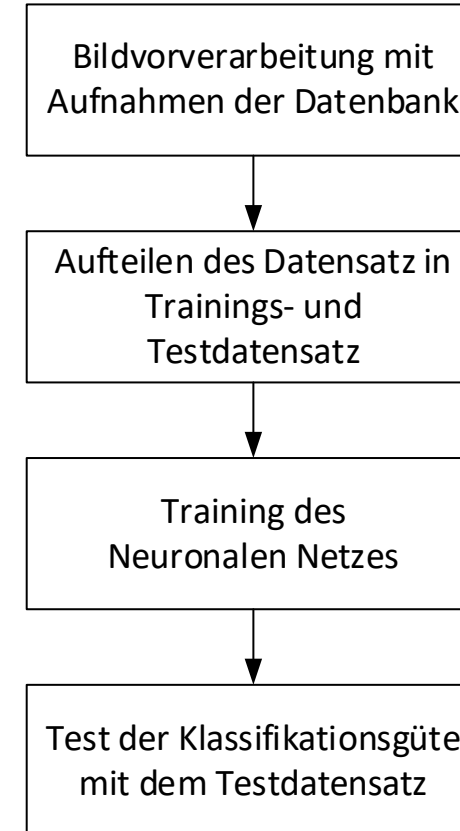 Bildvorverarbeitung mit
Aufnahmen der Datenbank
Aufteilen des Datensatz in
Trainings- und
Testdatensatz
Training des
Neuronalen Netzes
Test der Klassifikationsgüte
mit dem Testdatensatz